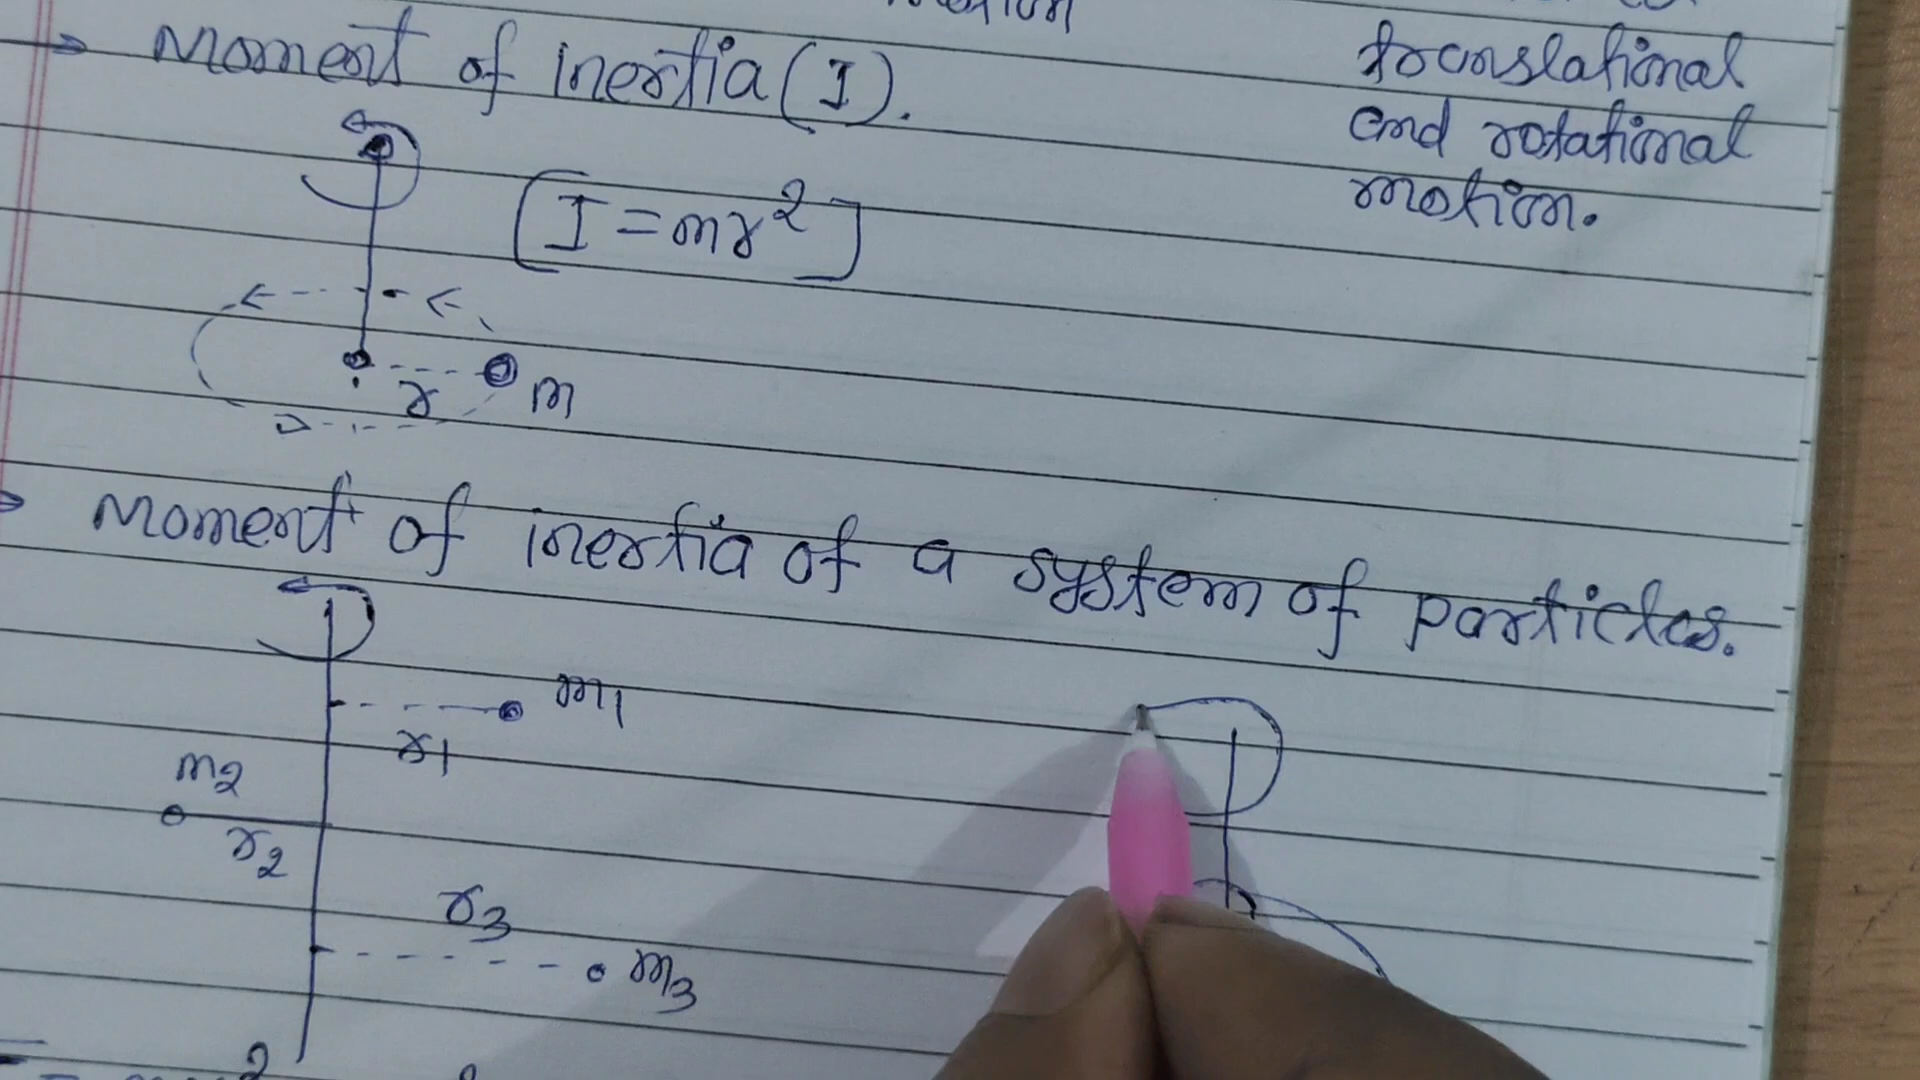 motion
translational
and rotational
motion.
→ Moment of inertia (I).
[I = mr²]
r
m
→ Moment of inertia of a system of particles.
m1
r1
m2
r2
r3
m3